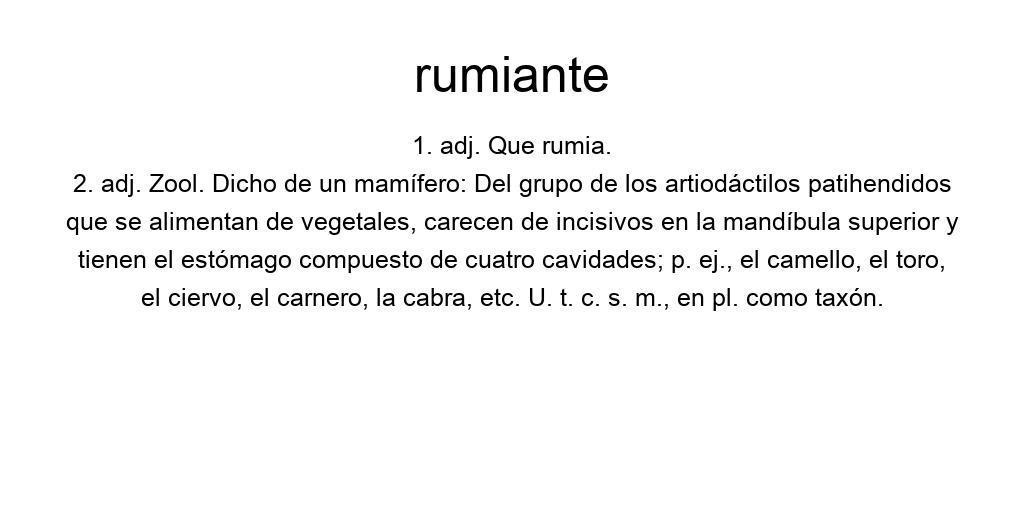 rumiante
1. adj. Que rumia.
2. adj. Zool. Dicho de un mamífero: Del grupo de los artiodáctilos patihendidos
que se alimentan de vegetales, carecen de incisivos en la mandíbula superior y
tienen el estómago compuesto de cuatro cavidades; p. ej., el camello, el toro,
el ciervo, el carnero, la cabra, etc. U. t. c. s. m., en pl. como taxón.